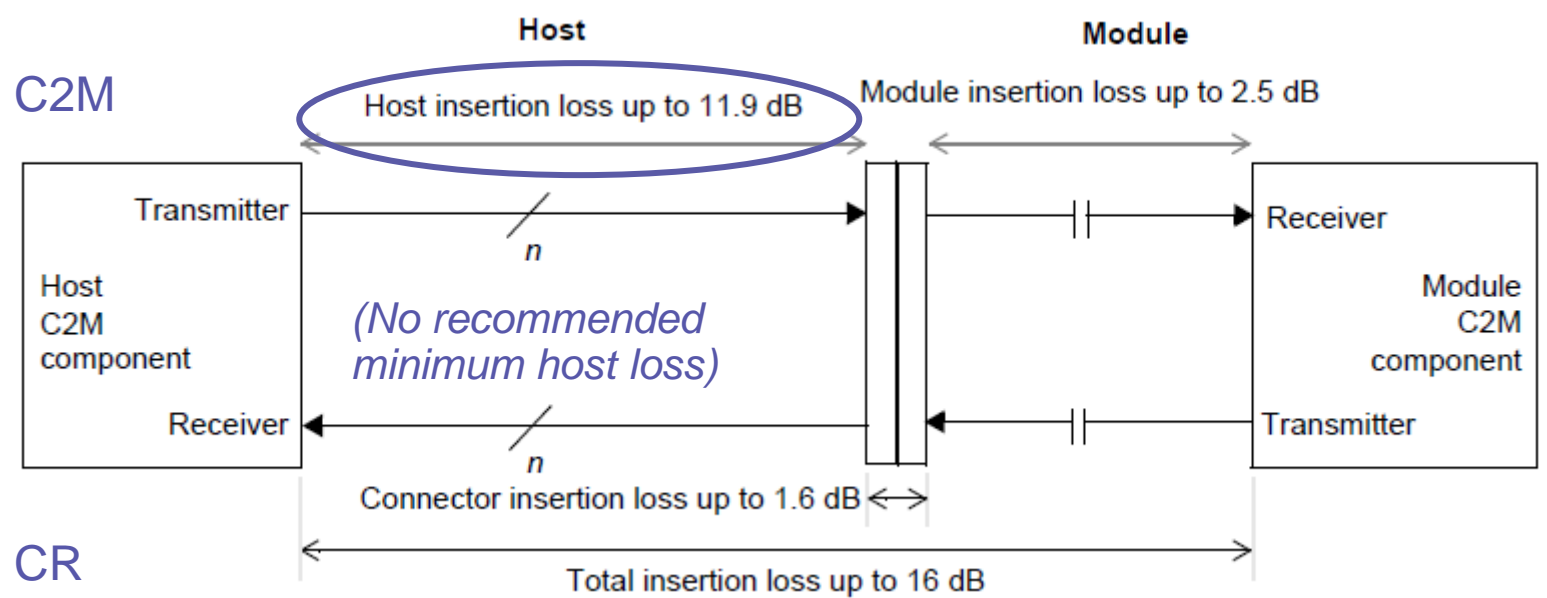 Host
Module
C2M
Host insertion loss up to 11.9 dB
Module insertion loss up to 2.5 dB
Transmitter
Receiver
n
Host
C2M
component
(No recommended
minimum host loss)
Module
C2M
component
Receiver
Transmitter
n
Connector insertion loss up to 1.6 dB
CR
Total insertion loss up to 16 dB